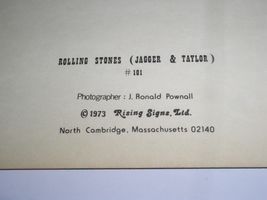 ROLLING STONES (JAGGER & TAYLOR)
# 101
Photographer : J. Ronald Pownall
© 1973 Rising Signs, Ltd.
North Cambridge, Massachusetts 02140